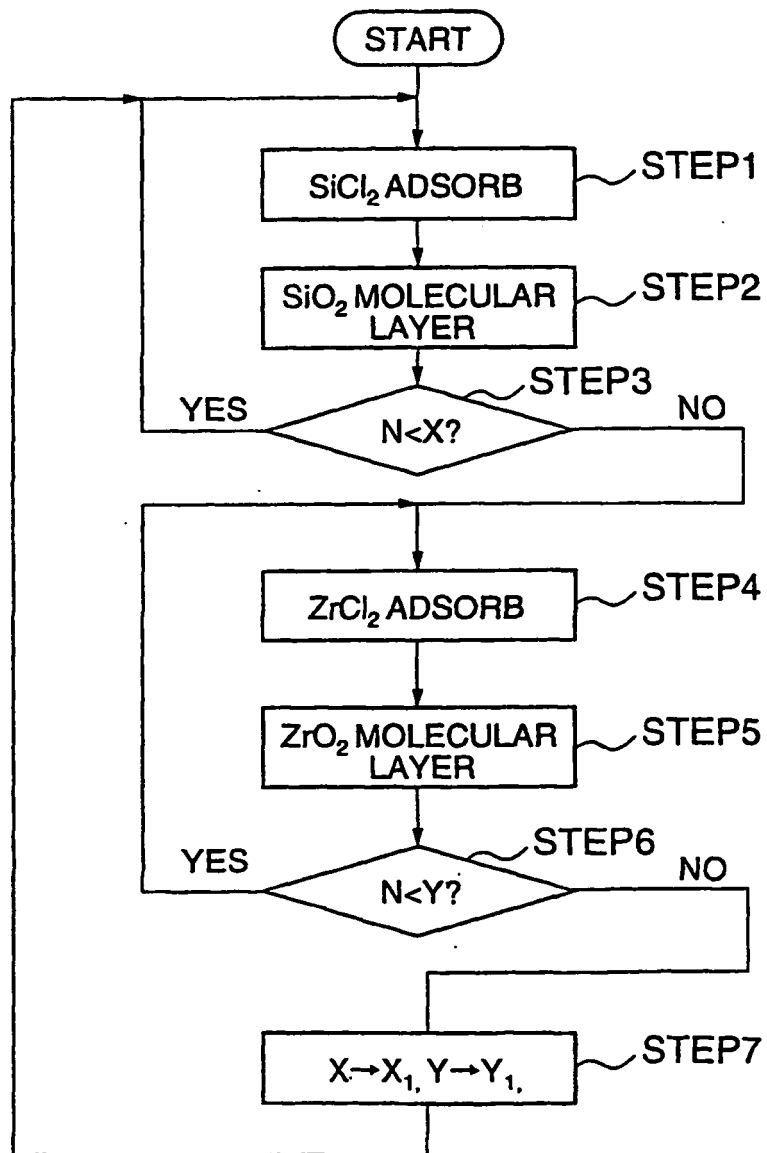 START
SiCl₂ ADSORB
STEP1
SiO₂ MOLECULAR
LAYER
STEP2
STEP3
YES
N<X?
NO
ZrCl₂ ADSORB
STEP4
ZrO₂ MOLECULAR
LAYER
STEP5
STEP6
YES
N<Y?
NO
X→X₁, Y→Y₁,
STEP7